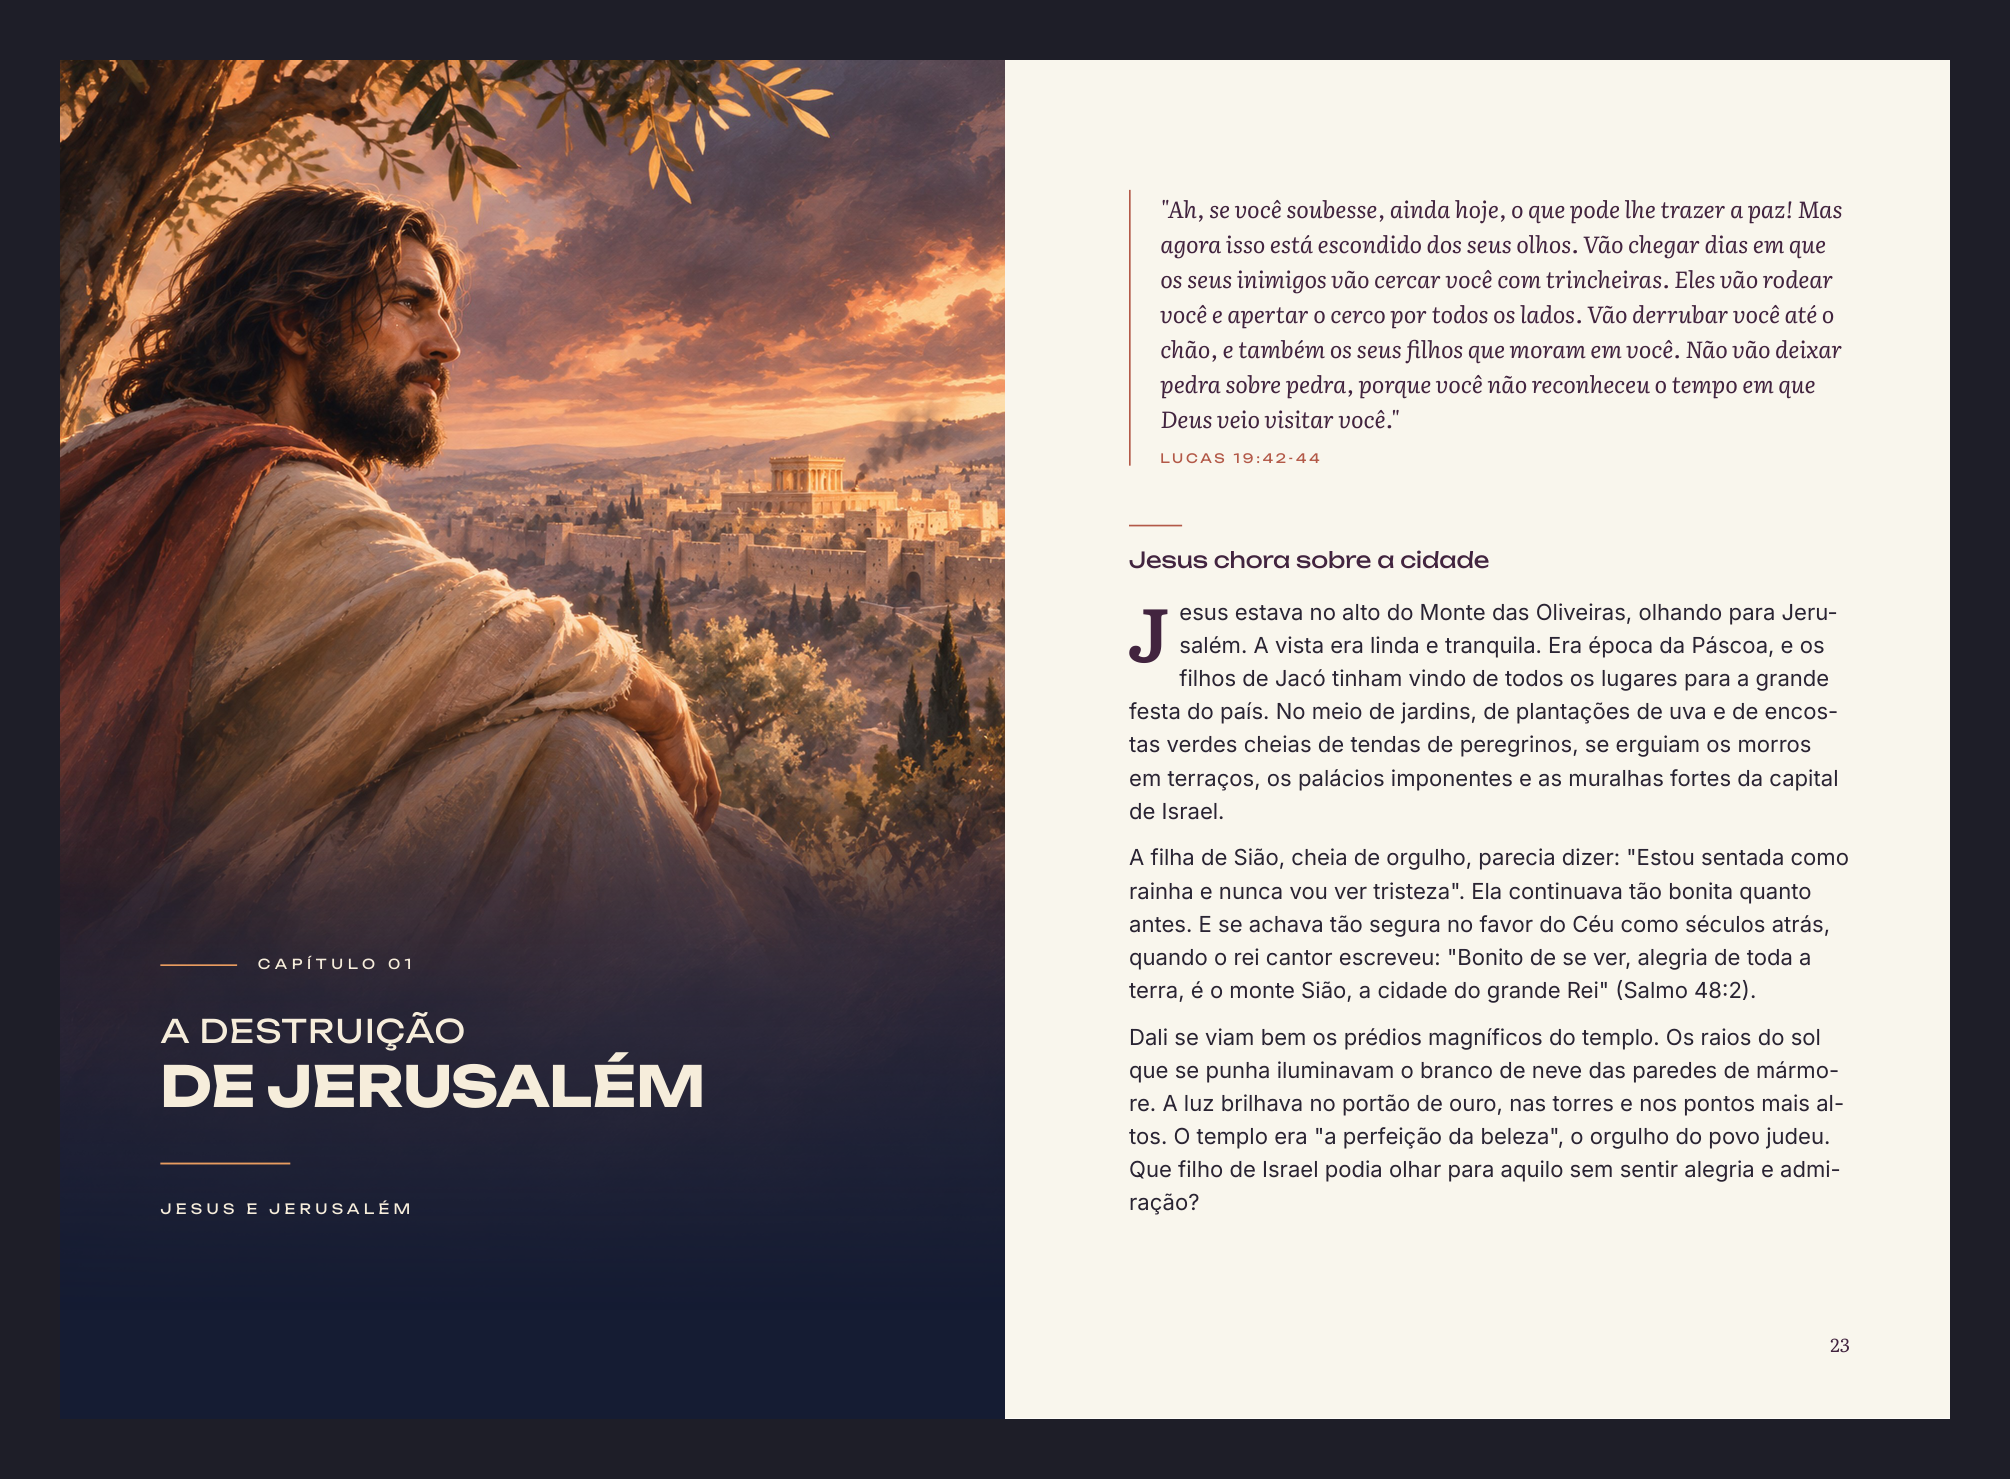 CAPÍTULO 01
A DESTRUIÇÃO
DE JERUSALÉM
JESUS E JERUSALÉM
"Ah, se você soubesse, ainda hoje, o que pode lhe trazer a paz! Mas
agora isso está escondido dos seus olhos. Vão chegar dias em que
os seus inimigos vão cercar você com trincheiras. Eles vão rodear
você e apertar o cerco por todos os lados. Vão derrubar você até o
chão, e também os seus filhos que moram em você. Não vão deixar
pedra sobre pedra, porque você não reconheceu o tempo em que
Deus veio visitar você."
LUCAS 19:42-44
Jesus chora sobre a cidade
Jesus estava no alto do Monte das Oliveiras, olhando para Jeru-
salém. A vista era linda e tranquila. Era época da Páscoa, e os
filhos de Jacó tinham vindo de todos os lugares para a grande
festa do país. No meio de jardins, de plantações de uva e de encos-
tas verdes cheias de tendas de peregrinos, se erguiam os morros
em terraços, os palácios imponentes e as muralhas fortes da capital
de Israel.
A filha de Sião, cheia de orgulho, parecia dizer: "Estou sentada como
rainha e nunca vou ver tristeza". Ela continuava tão bonita quanto
antes. E se achava tão segura no favor do Céu como séculos atrás,
quando o rei cantor escreveu: "Bonito de se ver, alegria de toda a
terra, é o monte Sião, a cidade do grande Rei" (Salmo 48:2).
Dali se viam bem os prédios magníficos do templo. Os raios do sol
que se punha iluminavam o branco de neve das paredes de mármo-
re. A luz brilhava no portão de ouro, nas torres e nos pontos mais al-
tos. O templo era "a perfeição da beleza", o orgulho do povo judeu.
Que filho de Israel podia olhar para aquilo sem sentir alegria e admi-
ração?
23